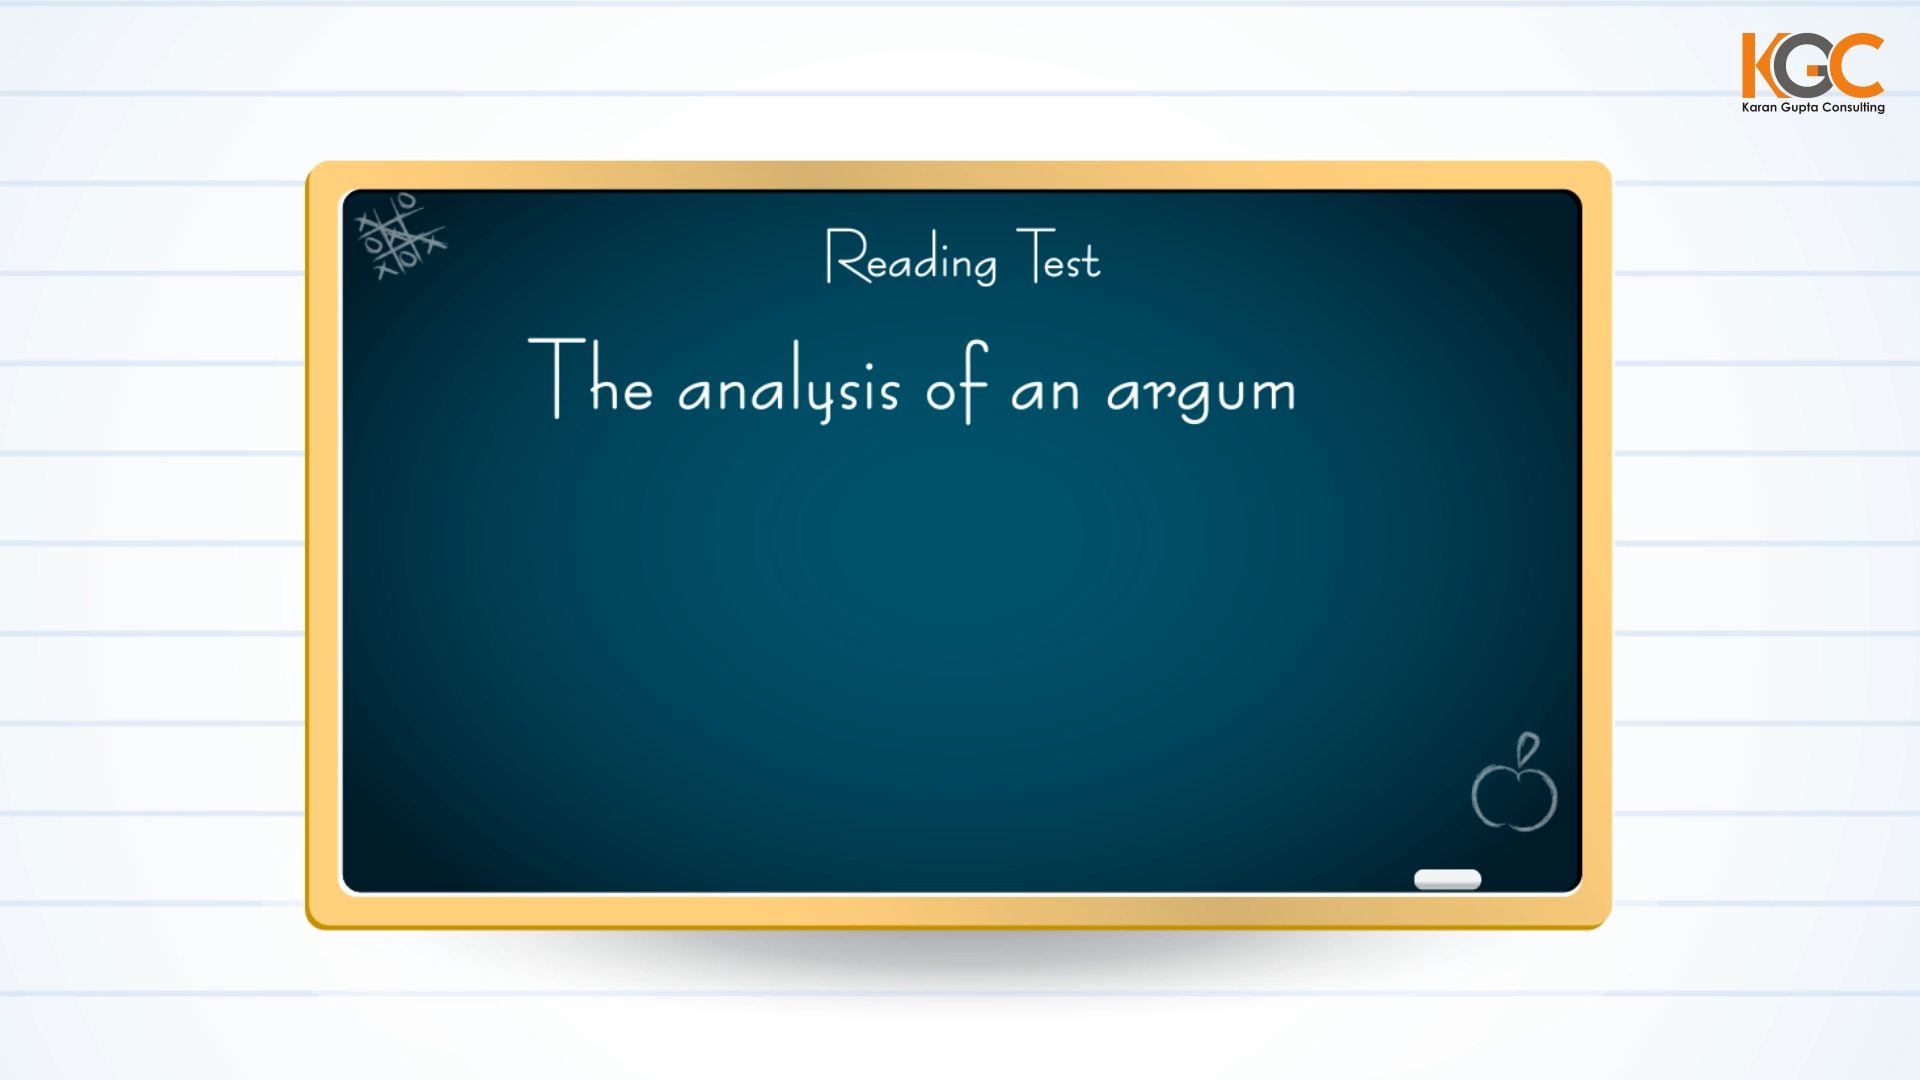 KGC
Karan Gupta Consulting
Reading Test
The analysis of an argum